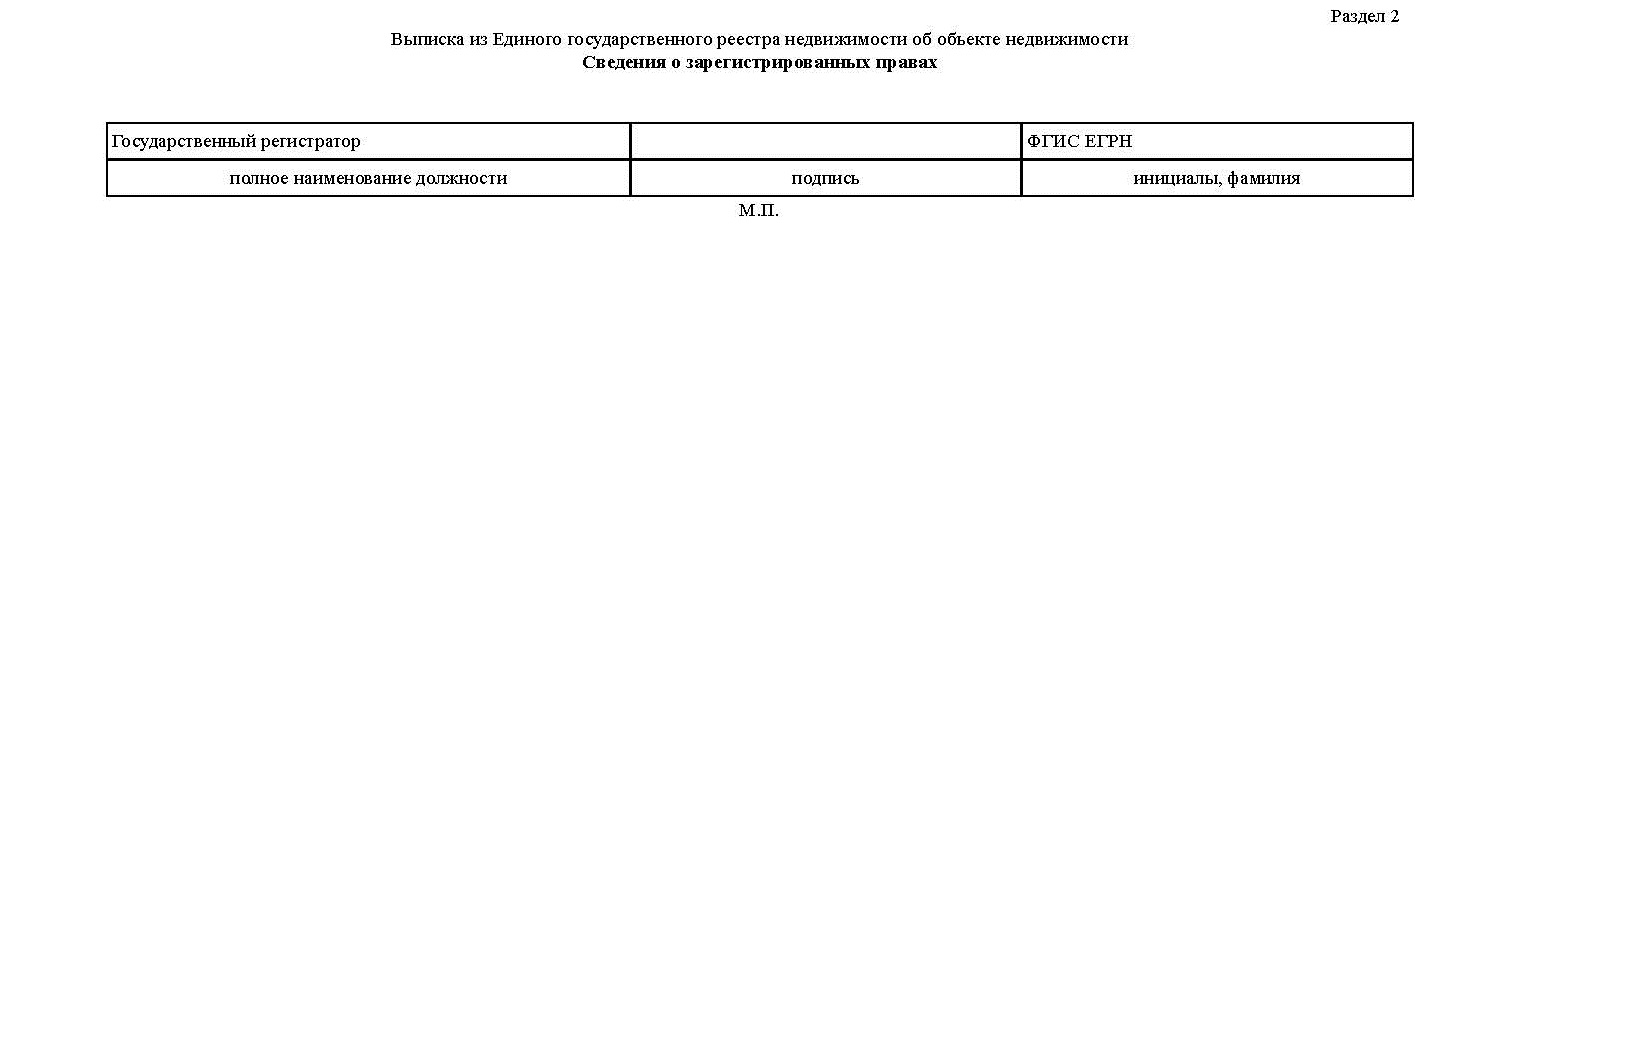 Раздел 2
Выписка из Единого государственного реестра недвижимости об объекте недвижимости
Сведения о зарегистрированных правах
Государственный регистратор ФГИС ЕГРН
полное наименование должности подпись инициалы, фамилия
М.П.